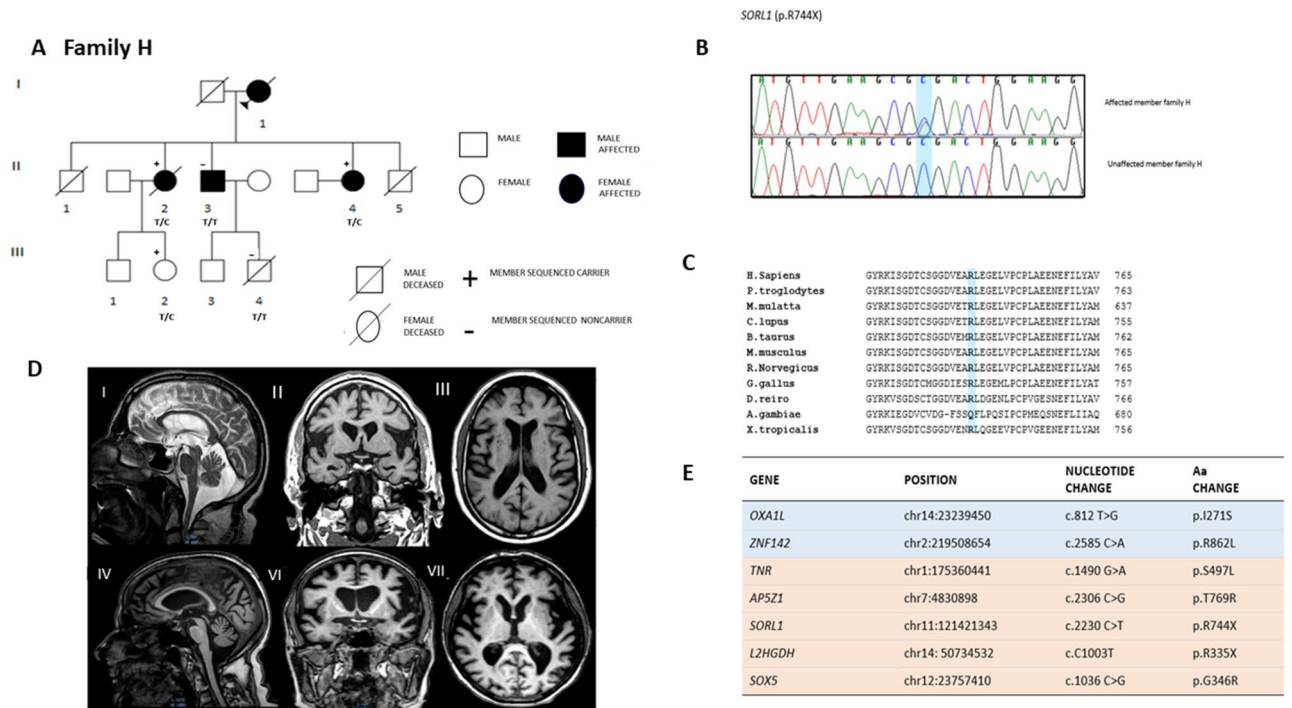 SORL1 (p.R744X)
A Family H
I
1
II
+ - +
1 2 3 4 5
T/C T/T T/C
III
+ -
1 2 3 4
T/C T/T
MALE
MALE
AFFECTED
FEMALE
FEMALE
AFFECTED
MALE
DECEASED
+ MEMBER SEQUENCED CARRIER
FEMALE
DECEASED
- MEMBER SEQUENCED NONCARRIER
B
A T G T T G A A G C G C G A C T G G A A G G
Affected member family H
A T G T T G A A G C G C G A C T G G A A G G
Unaffected member family H
C
H.Sapiens GYRKISGDTCSGGDVEARLEGELVPCPLAEENEFILYAV 765
P.troglodytes GYRKISGDTCSGGDVEARLEGELVPCPLAEENEFILYAV 763
M.mulatta GYRKISGDTCSGGDVETRLEGELVPCPLAEENEFILYAM 637
C.lupus GYRKISGDTCSGGDVETRLEGELVPCPLAEENEFILYAM 755
B.taurus GYRKISGDTCSGGDVEMRLEGELVPCPLAEENEFILYAM 762
M.musculus GYRKISGDTCSGGDVEARLEGELVPCPLAEENEFILYAM 765
R.Norvegicus GYRKISGDTCSGGDVEARLEGELVPCPLAEENEFILYAM 765
G.gallus GYRKISGDTCMGGDIESRLEGEMLPCPLAEENEFILYAT 757
D.reiro GYRKVSGDSCTGGDVEARLDGENLPCPVGEENEFILYAM 766
A.gambiae GYRKIEGDVCVDG-FSSQFLPQSIPCPMEQSNEFLIIAQ 680
X.tropicalis GYRKVSGDTCSGGDVENRLQGEEVPCPVGEENEFILYAM 756
D
I II III
IV VI VII
E
GENE POSITION NUCLEOTIDE CHANGE Aa CHANGE
OXA1L chr14:23239450 c.812 T>G p.I271S
ZNF142 chr2:219508654 c.2585 C>A p.R862L
TNR chr1:175360441 c.1490 G>A p.S497L
AP5Z1 chr7:4830898 c.2306 C>G p.T769R
SORL1 chr11:121421343 c.2230 C>T p.R744X
L2HGDH chr14: 50734532 c.C1003T p.R335X
SOX5 chr12:23757410 c.1036 C>G p.G346R